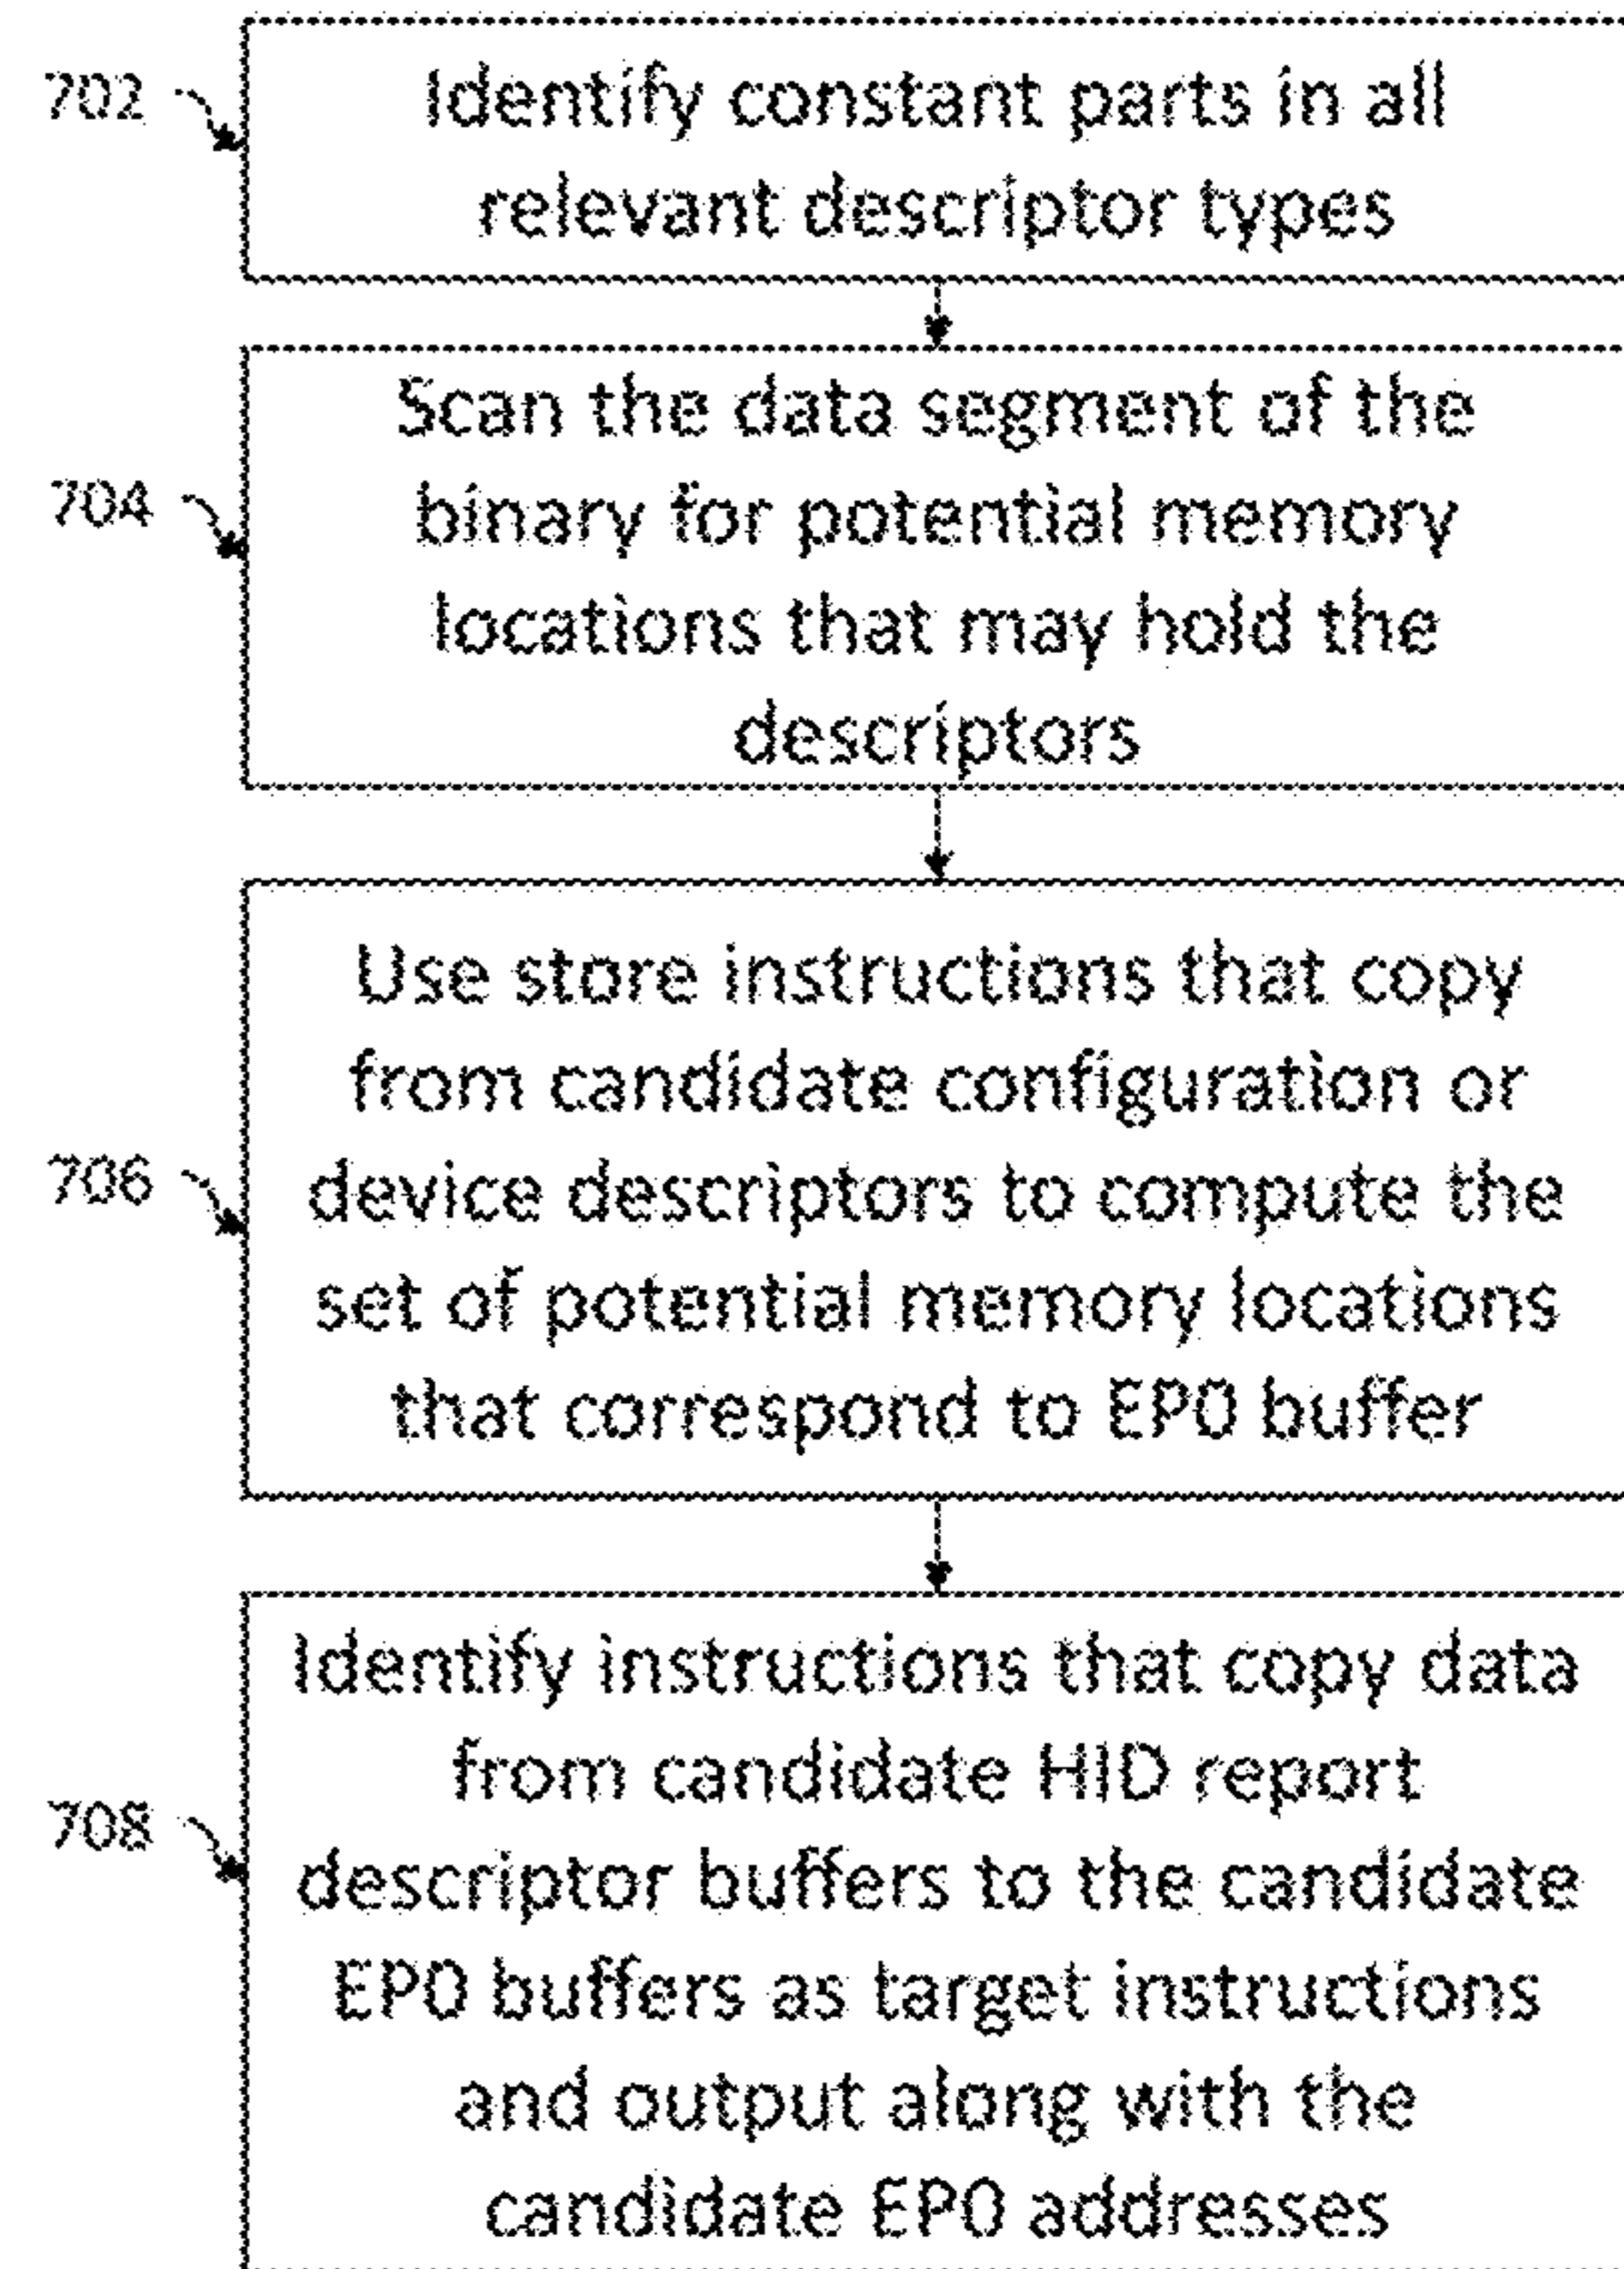 702
Identify constant parts in all
relevant descriptor types
704
Scan the data segment of the
binary for potential memory
locations that may hold the
descriptors
706
Use store instructions that copy
from candidate configuration or
device descriptors to compute the
set of potential memory locations
that correspond to EP0 buffer
708
Identify instructions that copy data
from candidate HID report
descriptor buffers to the candidate
EP0 buffers as target instructions
and output along with the
candidate EP0 addresses